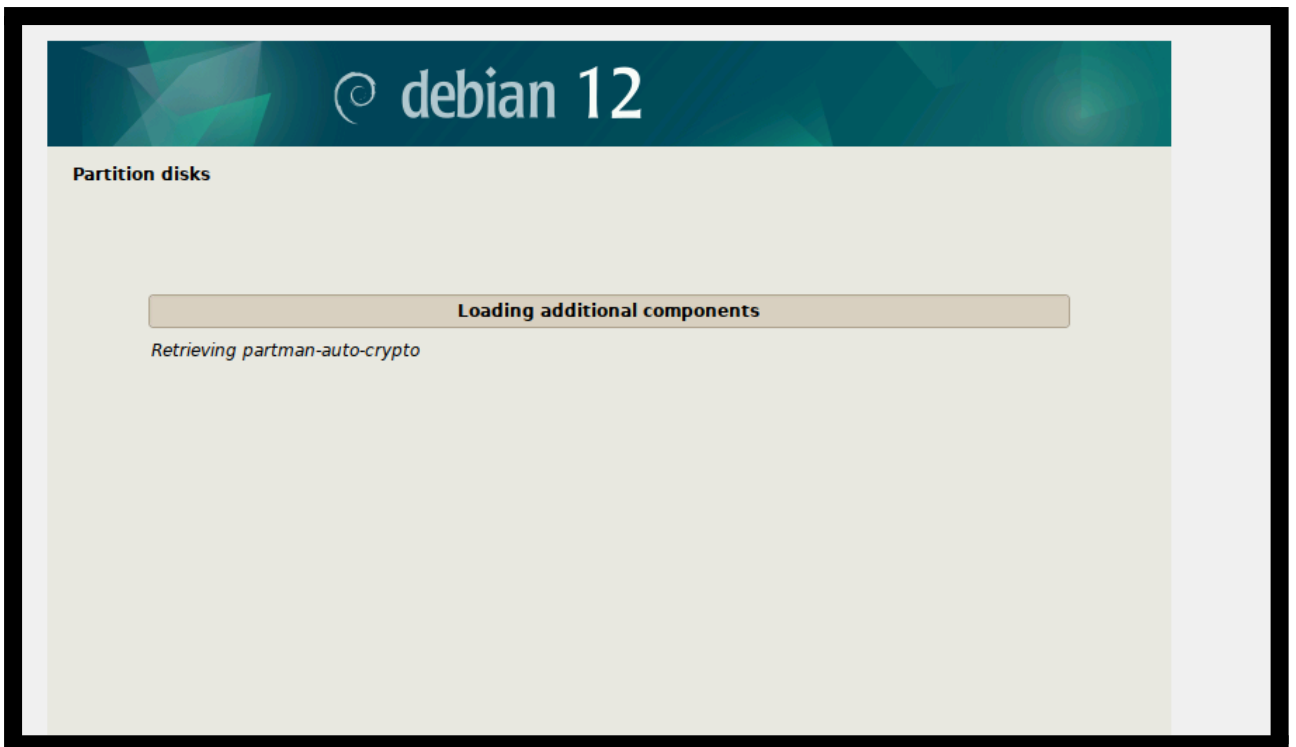 debian 12
Partition disks
Loading additional components
Retrieving partman-auto-crypto